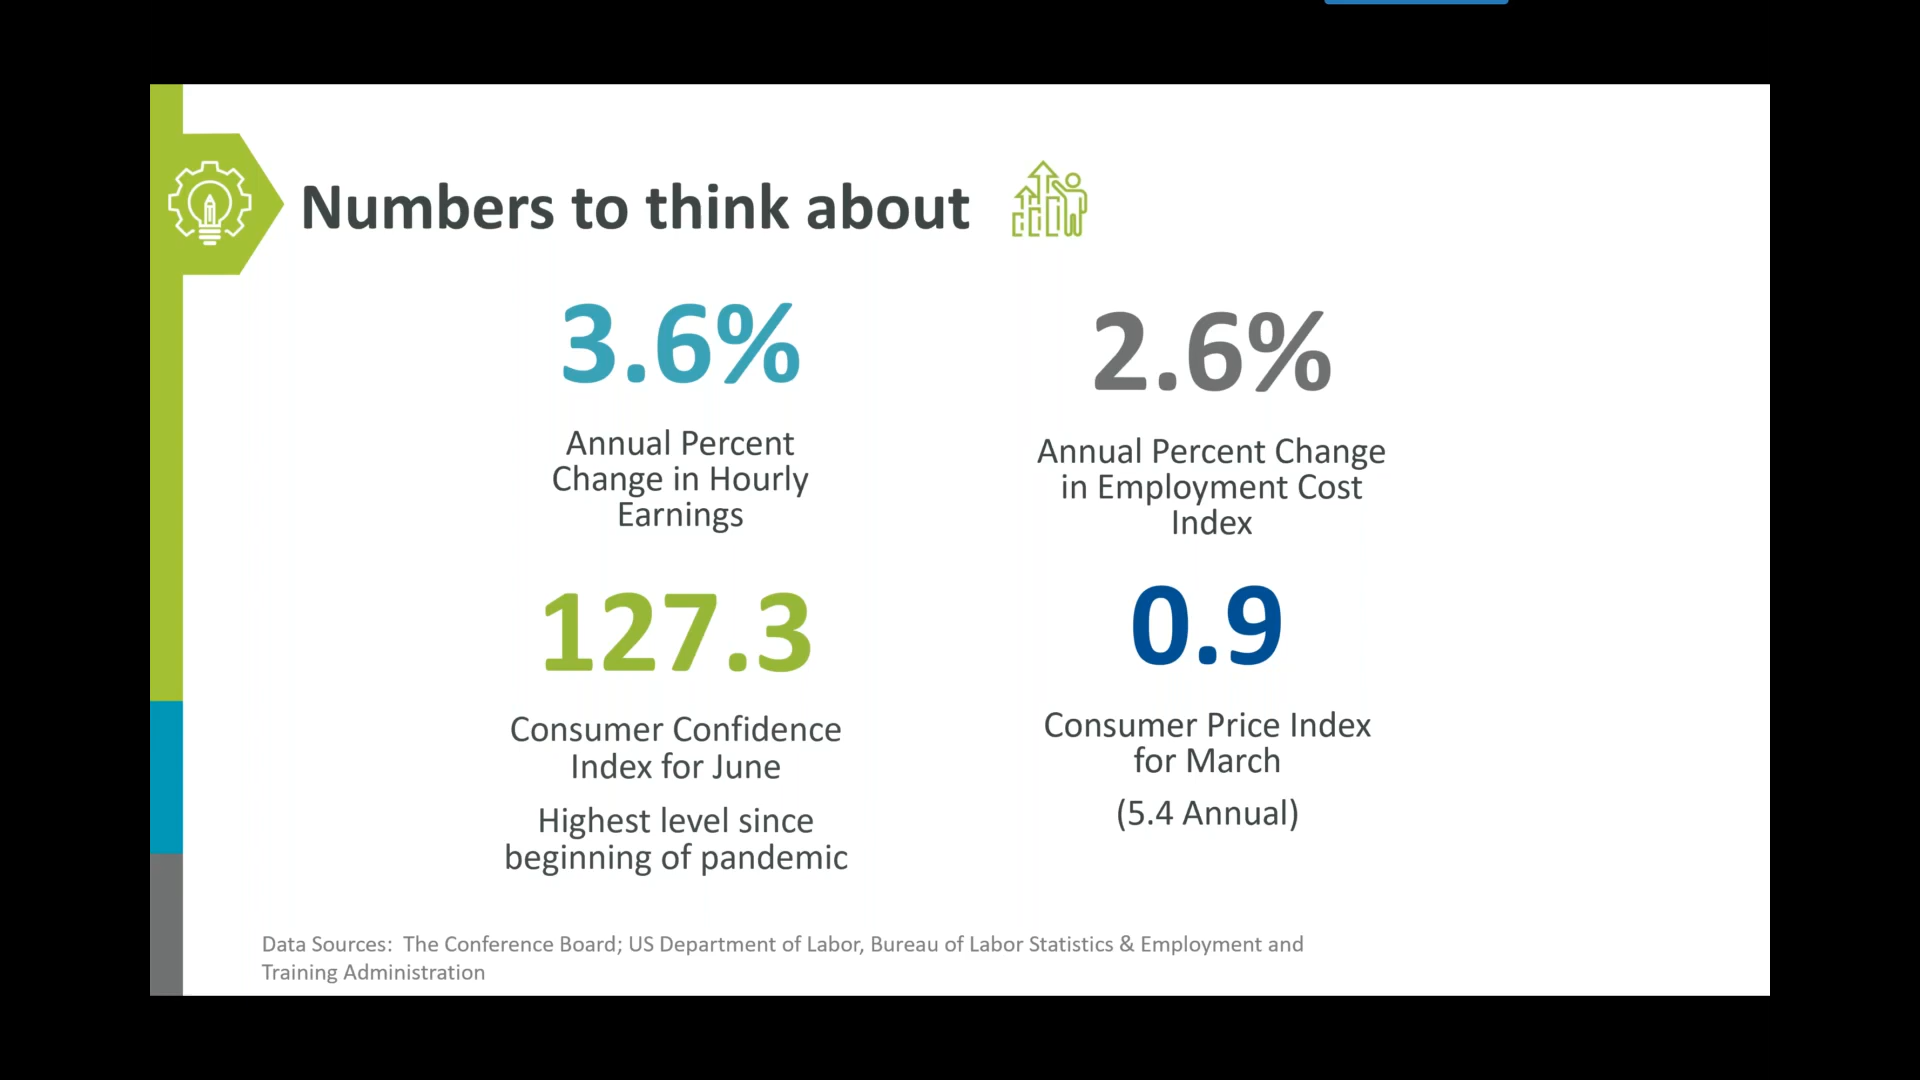 Numbers to think about
3.6%
Annual Percent
Change in Hourly
Earnings
2.6%
Annual Percent Change
in Employment Cost
Index
127.3
Consumer Confidence
Index for June
Highest level since
beginning of pandemic
0.9
Consumer Price Index
for March
(5.4 Annual)
Data Sources:  The Conference Board; US Department of Labor, Bureau of Labor Statistics & Employment and
Training Administration